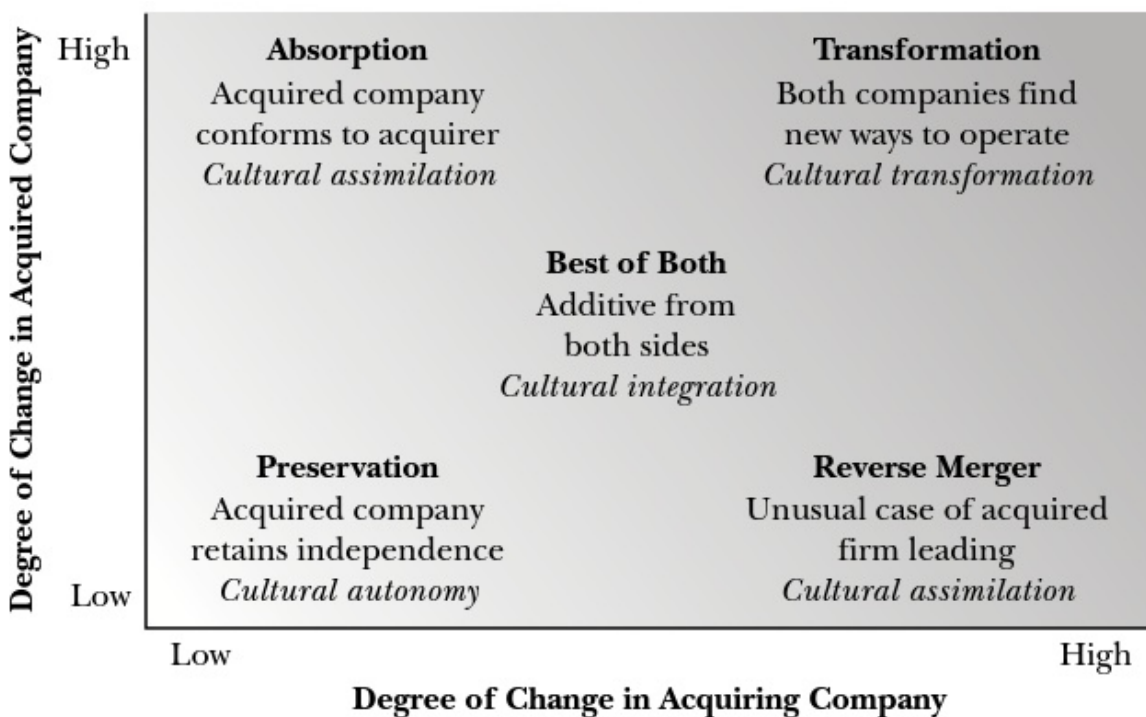 Degree of Change in Acquired Company
High
Low
Absorption
Acquired company
conforms to acquirer
Cultural assimilation
Transformation
Both companies find
new ways to operate
Cultural transformation
Best of Both
Additive from
both sides
Cultural integration
Preservation
Acquired company
retains independence
Cultural autonomy
Reverse Merger
Unusual case of acquired
firm leading
Cultural assimilation
Low
High
Degree of Change in Acquiring Company